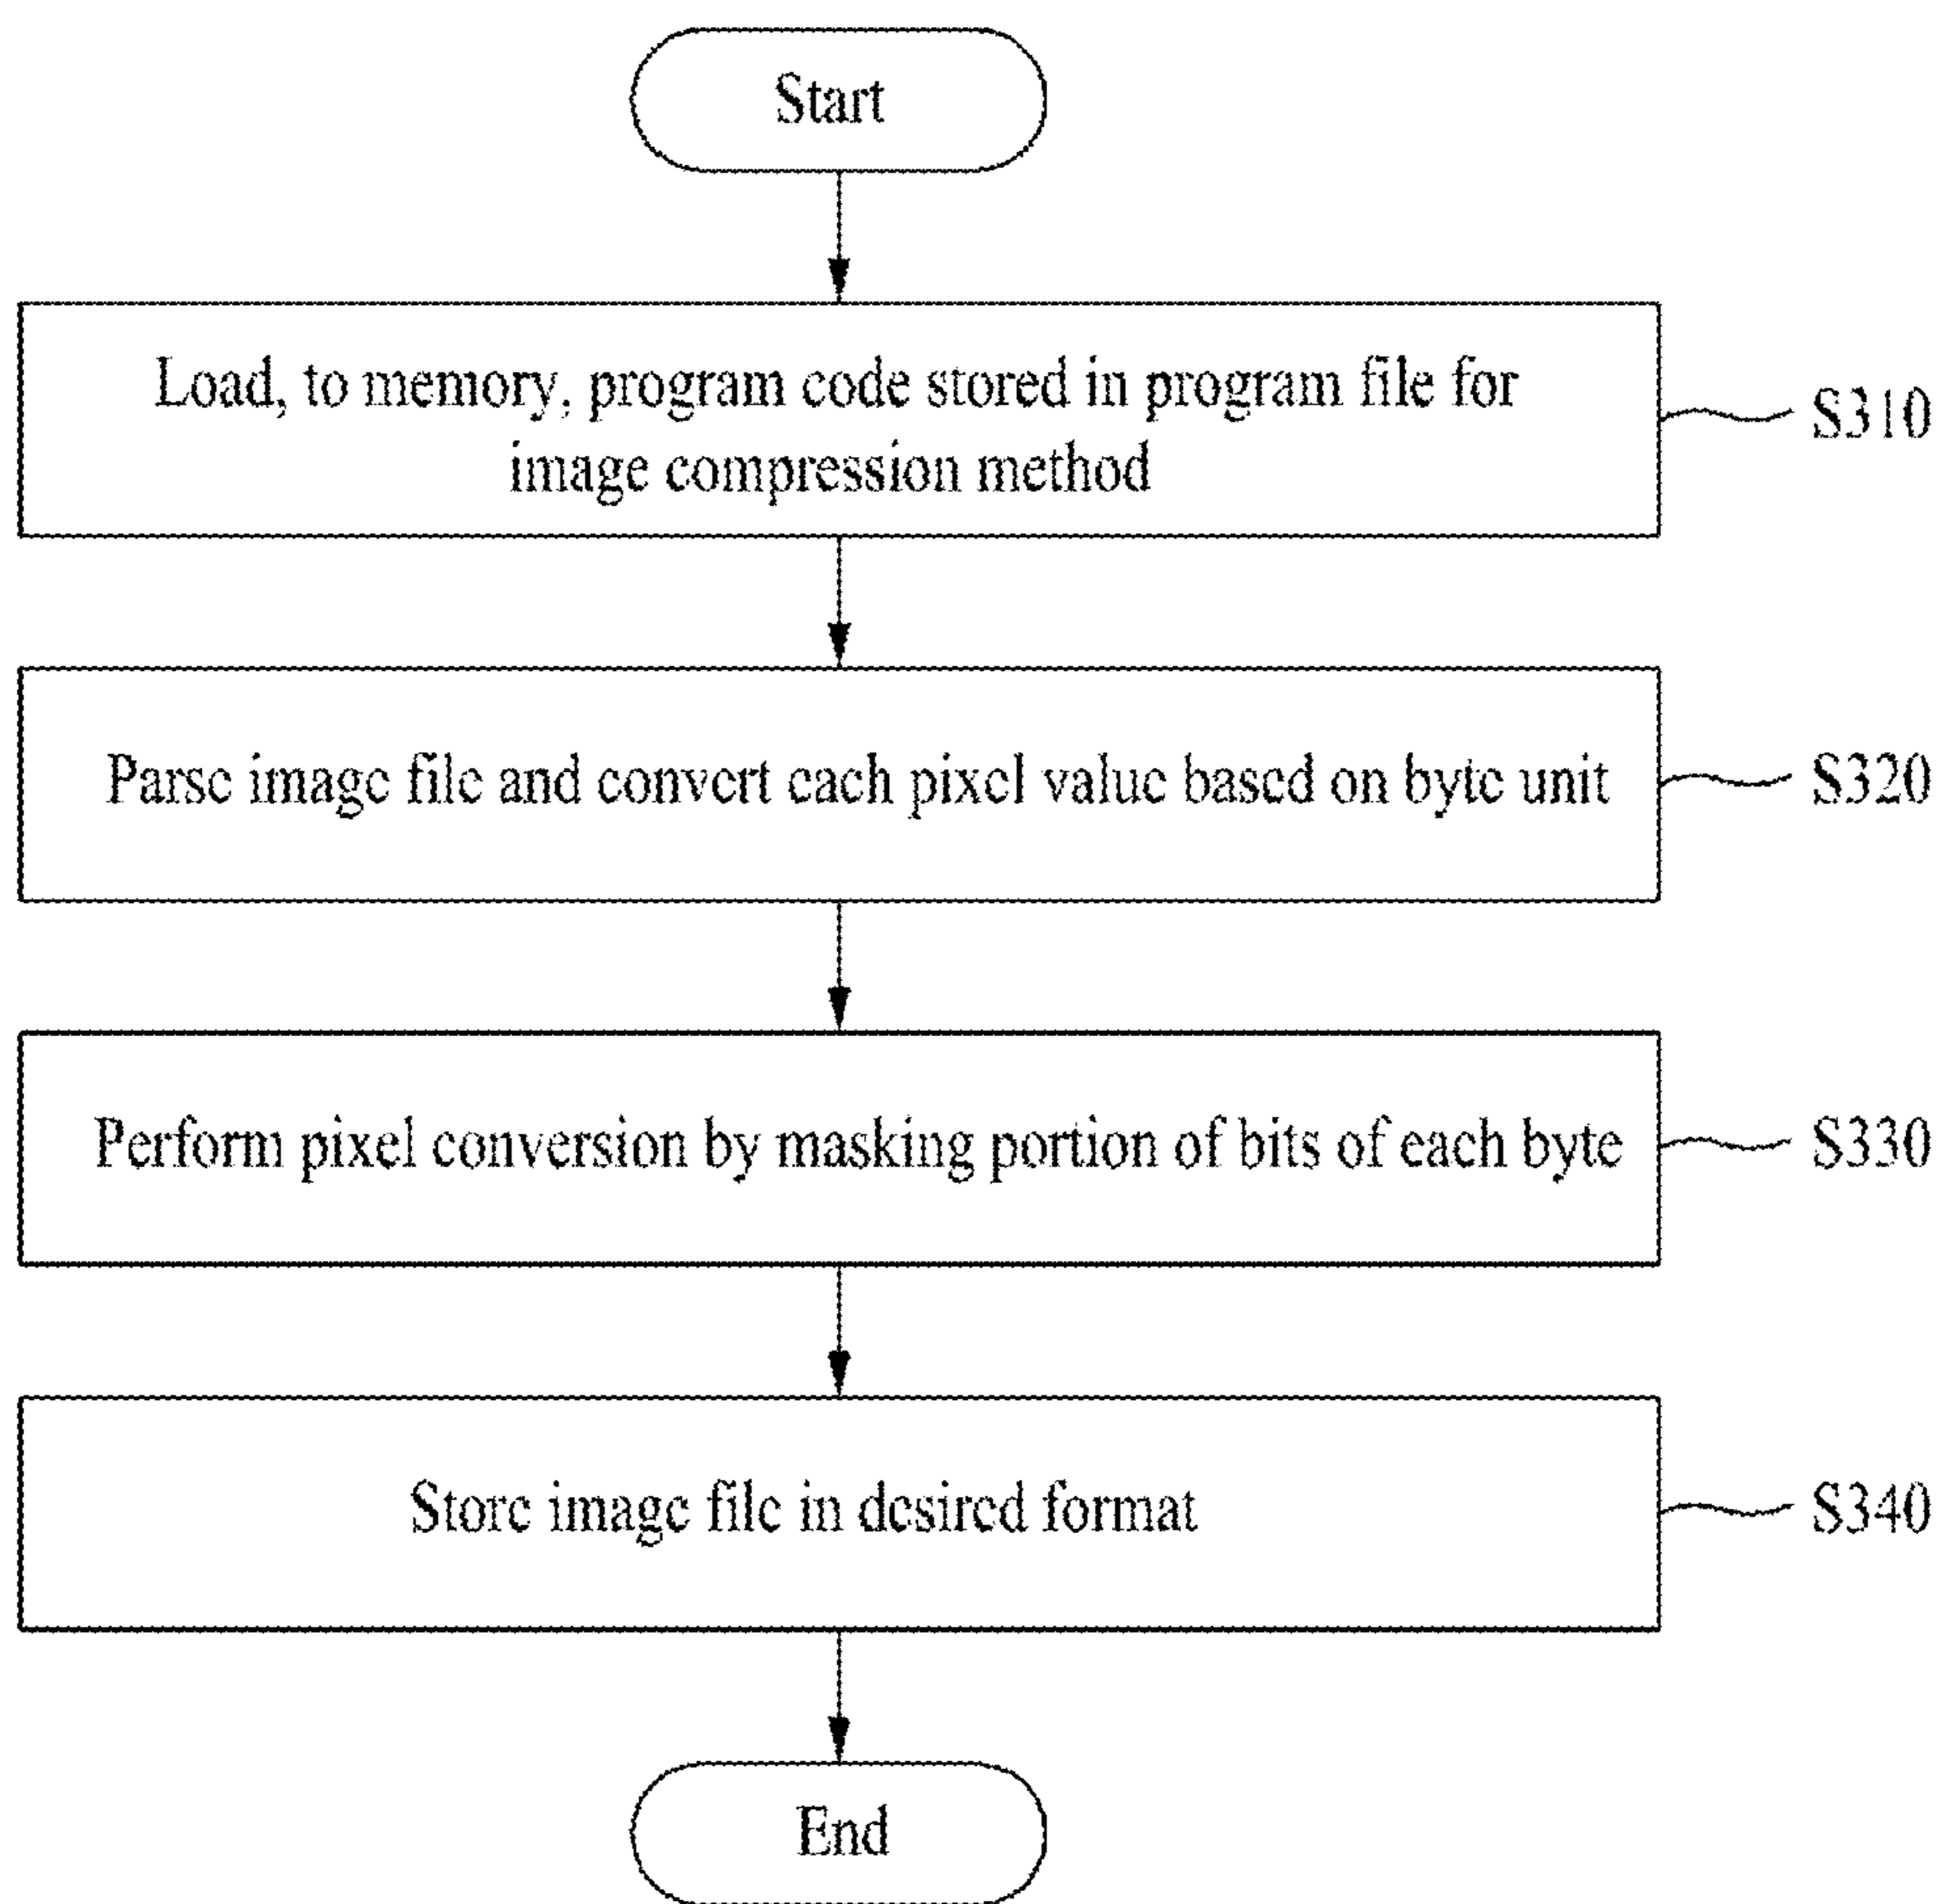 Start
Load, to memory, program code stored in program file for
image compression method
S310
Parse image file and convert each pixel value based on byte unit
S320
Perform pixel conversion by masking portion of bits of each byte
S330
Store image file in desired format
S340
End